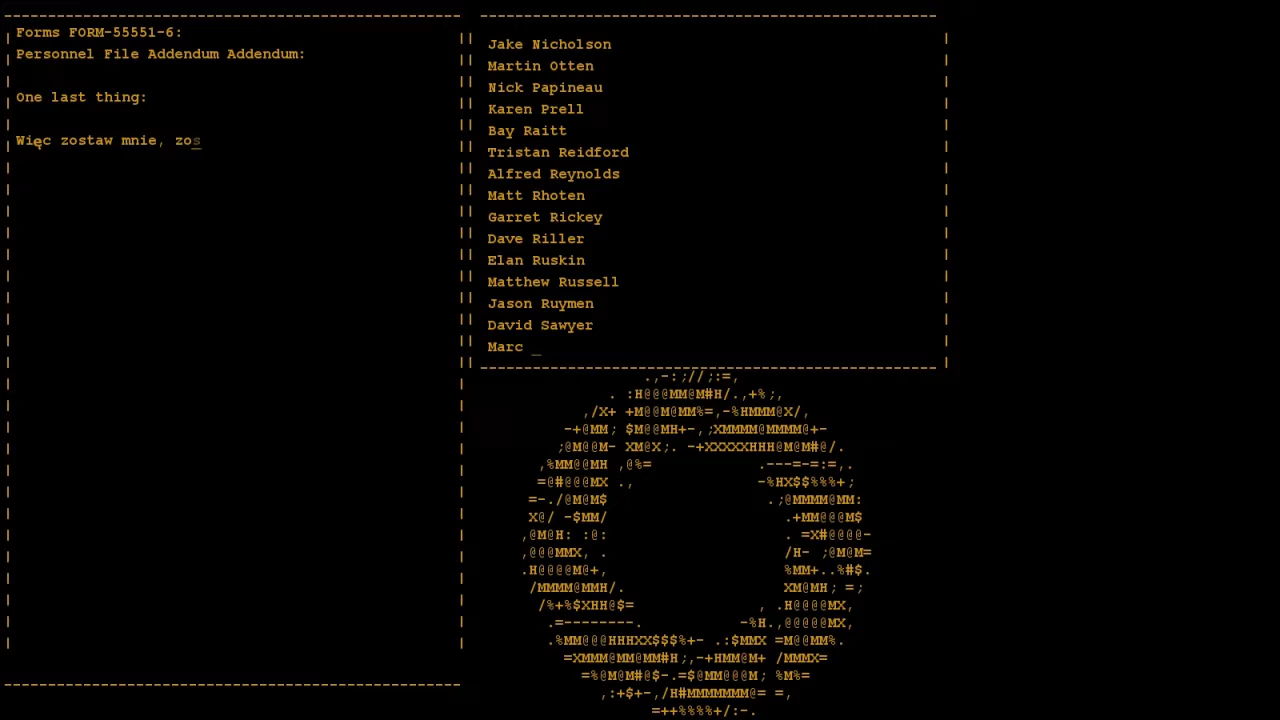 Forms FORM-55551-6:
Personnel File Addendum Addendum:
One last thing:
Więc zostaw mnie, zos
Jake Nicholson
Martin Otten
Nick Papineau
Karen Prell
Bay Raitt
Tristan Reidford
Alfred Reynolds
Matt Rhoten
Garret Rickey
Dave Riller
Elan Ruskin
Matthew Russell
Jason Ruymen
David Sawyer
Marc _